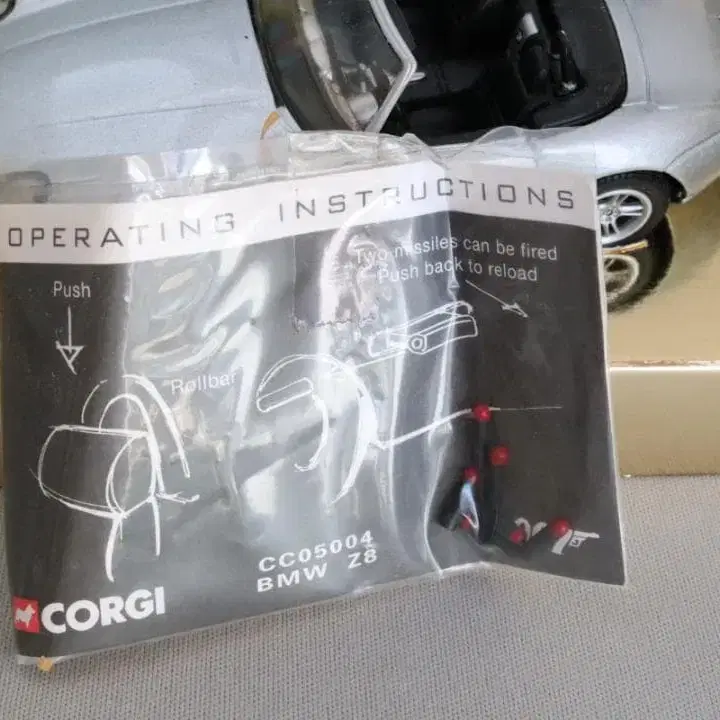 OPERATING INSTRUCTIONS
Two missiles can be fired
Push back to reload
Push
Rollbar
CC05004
BMW Z8
CORGI